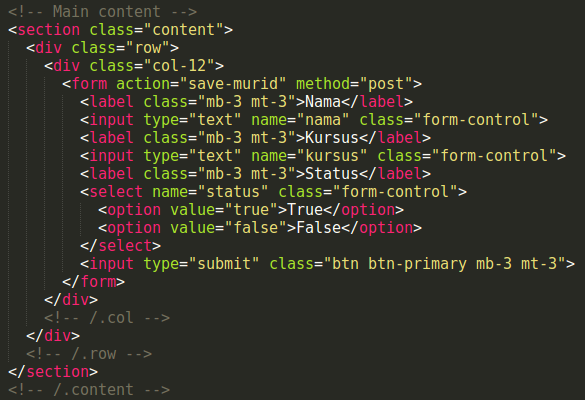 <!-- Main content -->
<section class="content">
<div class="row">
<div class="col-12">
<form action="save-murid" method="post">
<label class="mb-3 mt-3">Nama</label>
<input type="text" name="nama" class="form-control">
<label class="mb-3 mt-3">Kursus</label>
<input type="text" name="kursus" class="form-control">
<label class="mb-3 mt-3">Status</label>
<select name="status" class="form-control">
<option value="true">True</option>
<option value="false">False</option>
</select>
<input type="submit" class="btn btn-primary mb-3 mt-3">
</form>
</div>
<!-- /.col -->
</div>
<!-- /.row -->
</section>
<!-- /.content -->